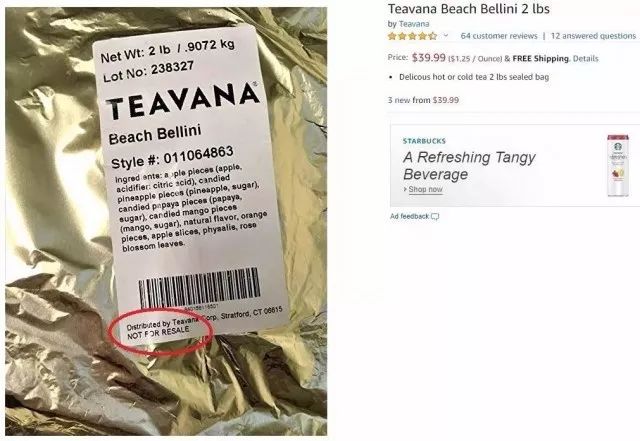 Net Wt: 2 lb / .9072 kg
Lot No: 238327
TEAVANA®
Beach Bellini
Style #: 011064863
Ingredients: apple pieces (apple,
acidifier: citric acid), candied
pineapple pieces (pineapple, sugar),
candied papaya pieces (papaya,
sugar), candied mango pieces
(mango, sugar), natural flavor, orange
pieces, apple slices, physalis, rose
blossom leaves.
Distributed by Teavana Corp, Stratford, CT 06615
NOT FOR RESALE
Teavana Beach Bellini 2 lbs
by Teavana
64 customer reviews | 12 answered questions
Price: $39.99 ($1.25 / Ounce) & FREE Shipping. Details
• Delicous hot or cold tea 2 lbs sealed bag
3 new from $39.99
STARBUCKS
A Refreshing Tangy
Beverage
› Shop now
Ad feedback